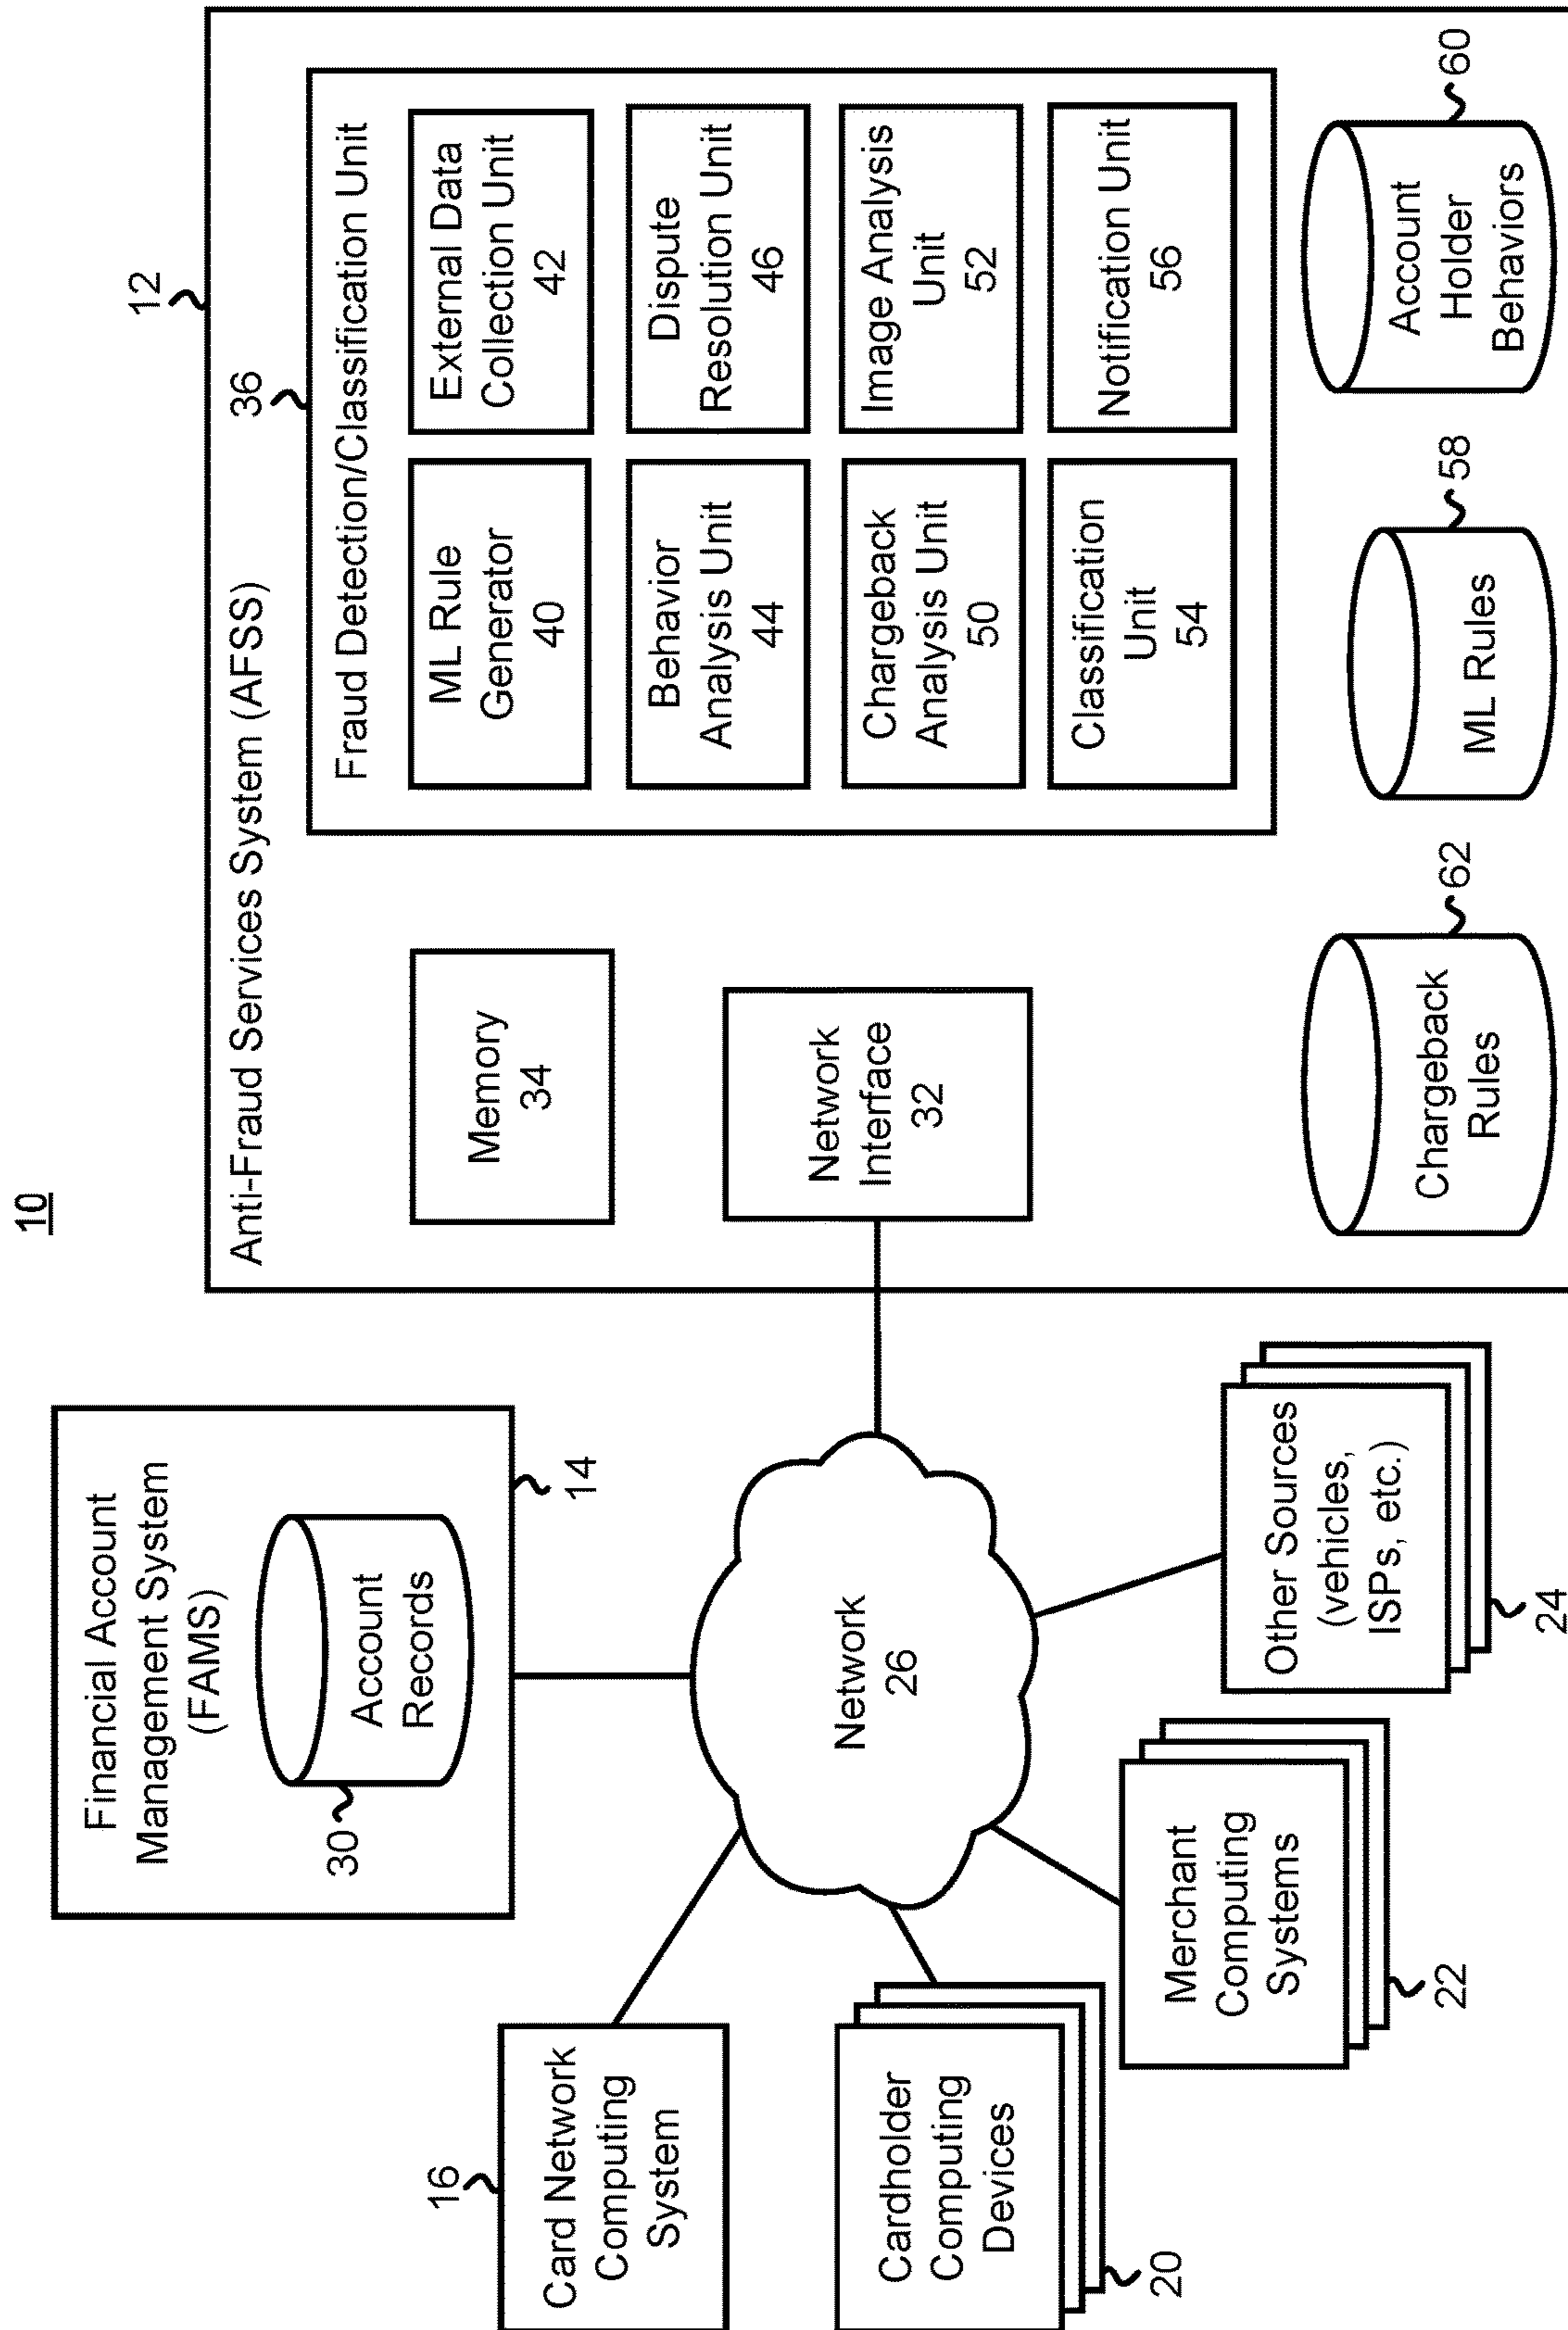 10
Financial Account
Management System
(FAMS)
30
Account
Records
14
16
Card Network
Computing
System
Cardholder
Computing
Devices
20
Network
26
Merchant
Computing
Systems
22
Other Sources
(vehicles,
ISPs, etc.)
24
12
Anti-Fraud Services System (AFSS)
Memory
34
Network
Interface
32
36
Fraud Detection/Classification Unit
ML Rule
Generator
40
External Data
Collection Unit
42
Behavior
Analysis Unit
44
Dispute
Resolution Unit
46
Chargeback
Analysis Unit
50
Image Analysis
Unit
52
Classification
Unit
54
Notification Unit
56
Chargeback
Rules
62
ML Rules
58
Account
Holder
Behaviors
60